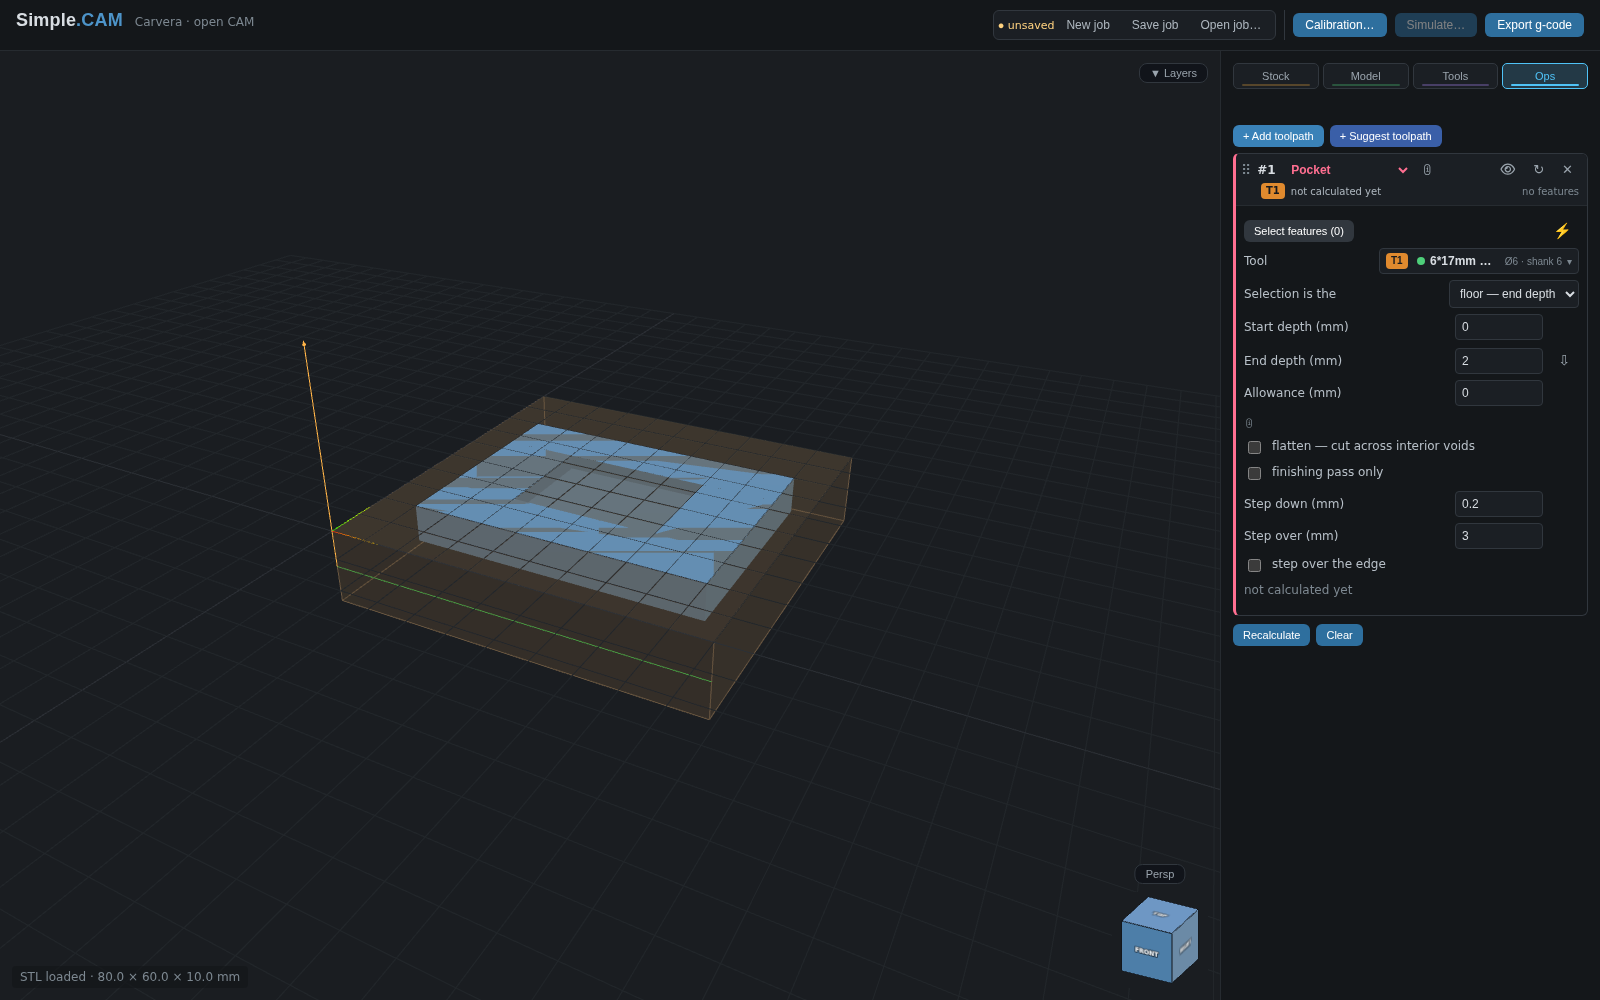 Simple.CAM Carvera · open CAM
● unsaved New job Save job Open job… Calibration… Simulate… Export g-code
▼ Layers
Stock Model Tools Ops
+ Add toolpath + Suggest toolpath
#1 Pocket
T1 not calculated yet no features
Select features (0)
Tool T1 6*17mm … Ø6 · shank 6
Selection is the floor — end depth
Start depth (mm) 0
End depth (mm) 2
Allowance (mm) 0
flatten — cut across interior voids
finishing pass only
Step down (mm) 0.2
Step over (mm) 3
step over the edge
not calculated yet
Recalculate Clear
Persp
FRONT
STL loaded · 80.0 × 60.0 × 10.0 mm